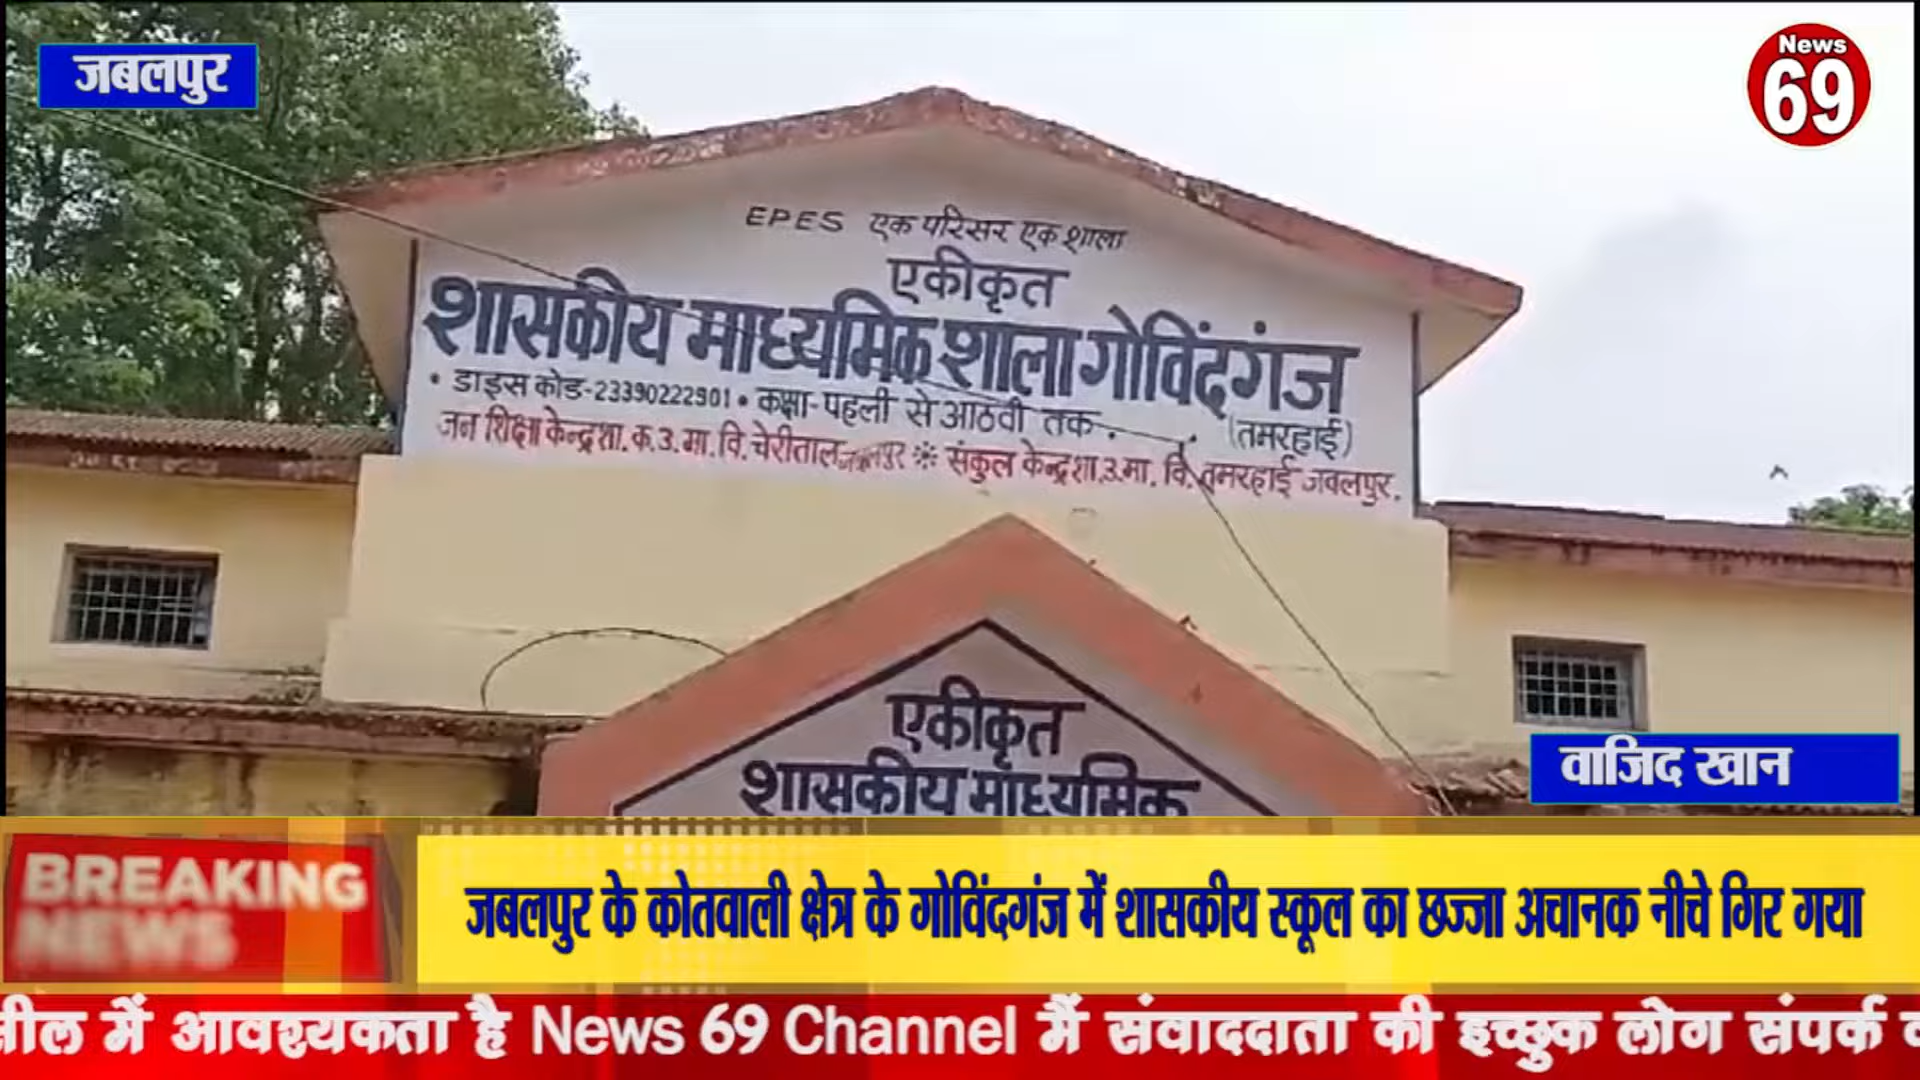 जबलपुर
News
69
EPES एक परिसर एक शाला
एकीकृत
शासकीय माध्यमिक शाला गोविंदगंज
• डाइस कोड-23390222901 • कक्षा-पहली से आठवी तक .
(तमरहाई)
जन शिक्षा केन्द्र शा.क.उ.मा.वि.चेरीताल जबलपुर ※ संकुल केन्द्र शा.उ.मा.वि.तमरहाई जबलपुर.
एकीकृत
शासकीय माध्यमिक
वाजिद खान
BREAKING
NEWS
जबलपुर के कोतवाली क्षेत्र के गोविंदगंज में शासकीय स्कूल का छज्जा अचानक नीचे गिर गया
में आवश्यकता है News 69 Channel मैं संवाददाता की इच्छुक लोग संपर्क